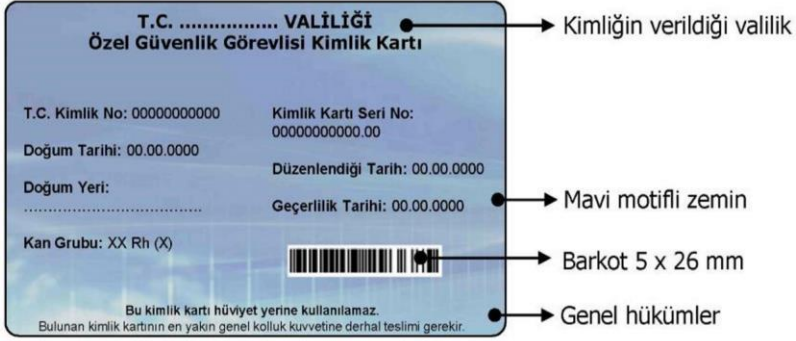 T.C. ................. VALİLİĞİ
Özel Güvenlik Görevlisi Kimlik Kartı
T.C. Kimlik No: 00000000000
Doğum Tarihi: 00.00.0000
Doğum Yeri:
...................................
Kan Grubu: XX Rh (X)
Kimlik Kartı Seri No:
00000000000.00
Düzenlendiği Tarih: 00.00.0000
Geçerlilik Tarihi: 00.00.0000
Bu kimlik kartı hüviyet yerine kullanılamaz.
Bulunan kimlik kartının en yakın genel kolluk kuvvetine derhal teslimi gerekir.
Kimliğin verildiği valilik
Mavi motifli zemin
Barkot 5 x 26 mm
Genel hükümler